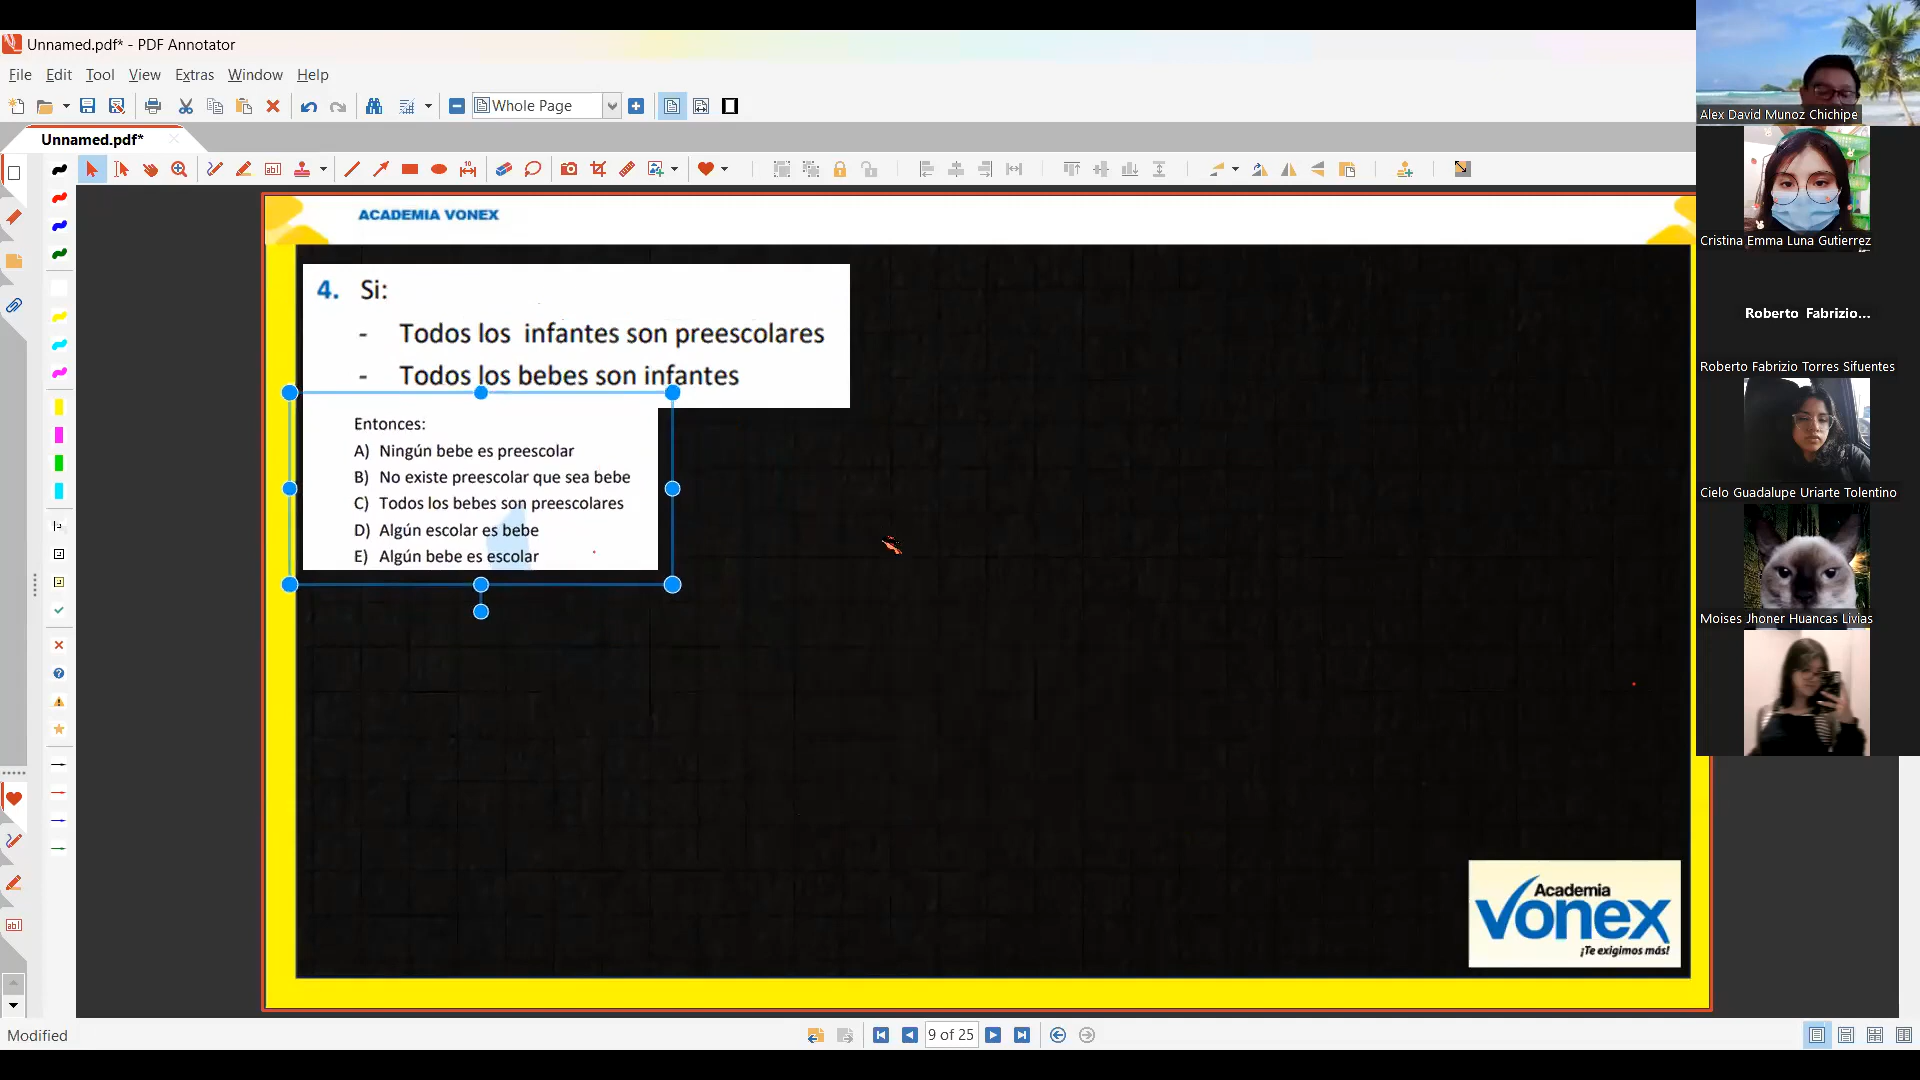 Unnamed.pdf* - PDF Annotator
File Edit Tool View Extras Window Help
Whole Page
Unnamed.pdf*
ACADEMIA VONEX
4. Si:
- Todos los infantes son preescolares
- Todos los bebes son infantes
Entonces:
A) Ningún bebe es preescolar
B) No existe preescolar que sea bebe
C) Todos los bebes son preescolares
D) Algún escolar es bebe
E) Algún bebe es escolar
Academia
vonex
¡Te exigimos más!
Modified
9 of 25
Alex David Munoz Chichipe
Cristina Emma Luna Gutierrez
Roberto Fabrizio...
Roberto Fabrizio Torres Sifuentes
Cielo Guadalupe Uriarte Tolentino
Moises Jhoner Huancas Livias